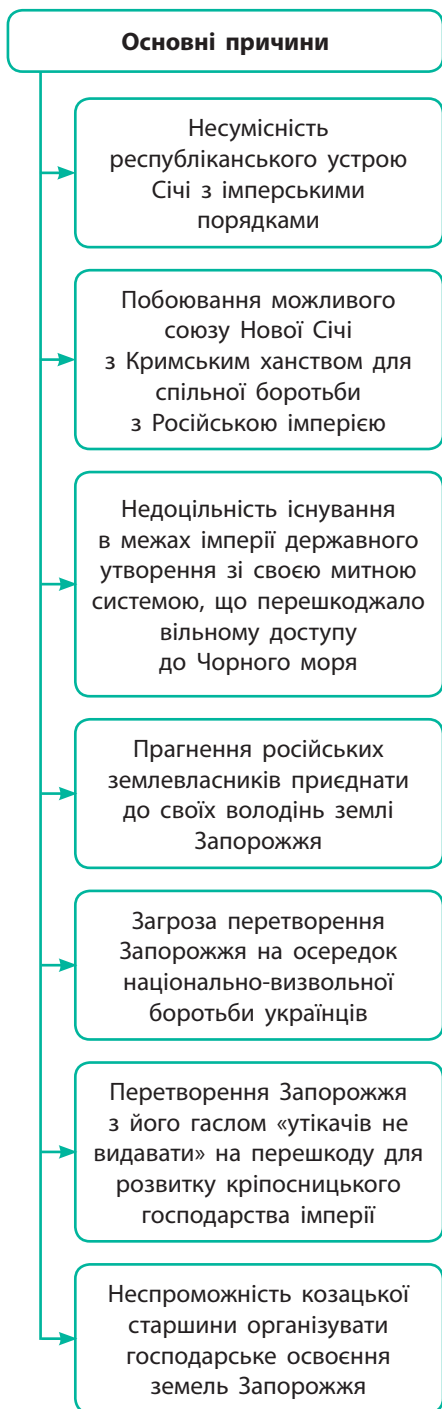 Основні причини
Несумісність
республіканського устрою
Січі з імперськими
порядками
Побоювання можливого
союзу Нової Січі
з Кримським ханством для
спільної боротьби
з Російською імперією
Недоцільність існування
в межах імперії державного
утворення зі своєю митною
системою, що перешкоджало
вільному доступу
до Чорного моря
Прагнення російських
землевласників приєднати
до своїх володінь землі
Запорожжя
Загроза перетворення
Запорожжя на осередок
національно-визвольної
боротьби українців
Перетворення Запорожжя
з його гаслом «утікачів не
видавати» на перешкоду для
розвитку кріпосницького
господарства імперії
Неспроможність козацької
старшини організувати
господарське освоєння
земель Запорожжя